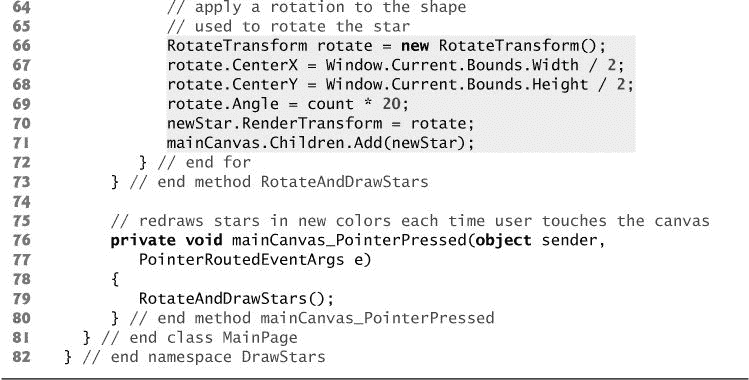 64 // apply a rotation to the shape
65 // used to rotate the star
66 RotateTransform rotate = new RotateTransform();
67 rotate.CenterX = Window.Current.Bounds.Width / 2;
68 rotate.CenterY = Window.Current.Bounds.Height / 2;
69 rotate.Angle = count * 20;
70 newStar.RenderTransform = rotate;
71 mainCanvas.Children.Add(newStar);
72 } // end for
73 } // end method RotateAndDrawStars
74
75 // redraws stars in new colors each time user touches the canvas
76 private void mainCanvas_PointerPressed(object sender,
77 PointerRoutedEventArgs e)
78 {
79 RotateAndDrawStars();
80 } // end method mainCanvas_PointerPressed
81 } // end class MainPage
82 } // end namespace DrawStars